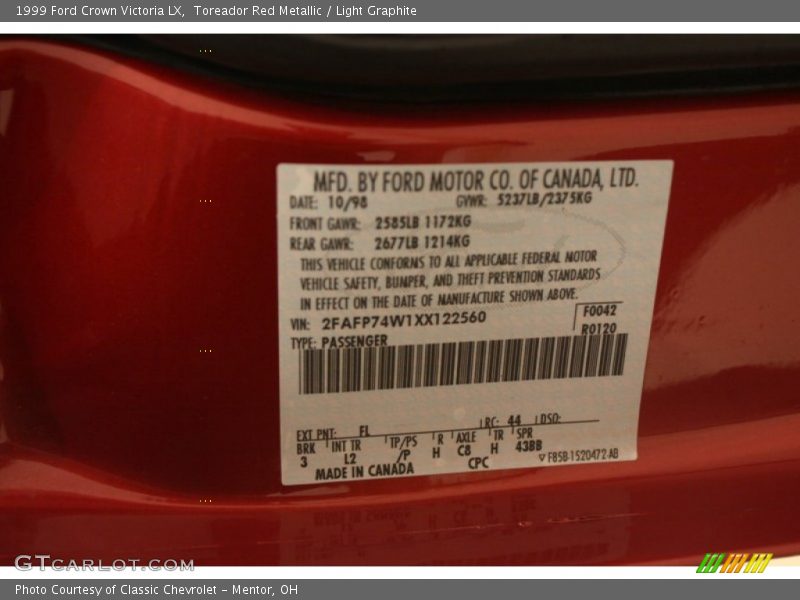 1999 Ford Crown Victoria LX,  Toreador Red Metallic / Light Graphite
MFD. BY FORD MOTOR CO. OF CANADA, LTD.
DATE: 10/98 GVWR: 5237LB/2375KG
FRONT GAWR: 2585LB 1172KG
REAR GAWR: 2677LB 1214KG
THIS VEHICLE CONFORMS TO ALL APPLICABLE FEDERAL MOTOR
VEHICLE SAFETY, BUMPER, AND THEFT PREVENTION STANDARDS
IN EFFECT ON THE DATE OF MANUFACTURE SHOWN ABOVE.
VIN: 2FAFP74W1XX122560 F0042
TYPE: PASSENGER R0120
EXT PNT: FL RC: 44 DSO:
BRK INT TR TP/PS R AXLE TR SPR
3 L2 /P H C8 H 43BB
MADE IN CANADA CPC F85B-1520472-AB
GTCarLot.com
Photo Courtesy of Classic Chevrolet - Mentor, OH